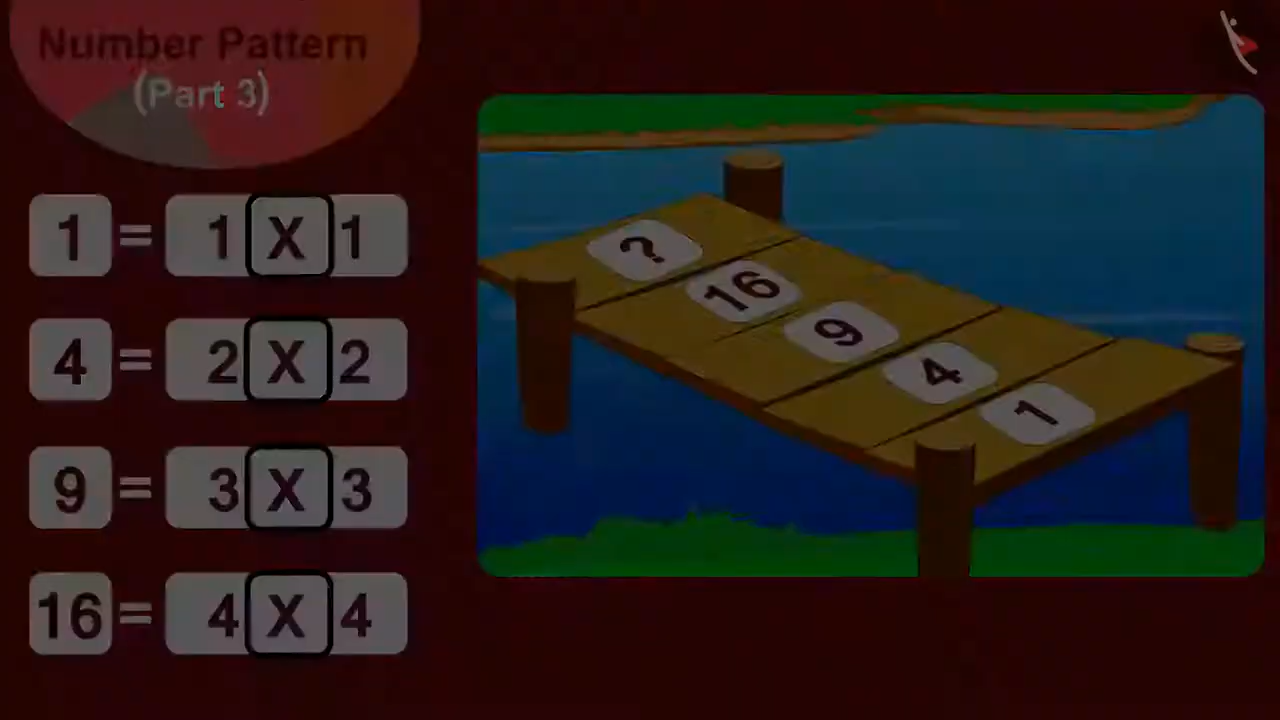 Number Pattern
(Part 3)
1 = 1 X 1
4 = 2 X 2
9 = 3 X 3
16 = 4 X 4
?
16
9
4
1